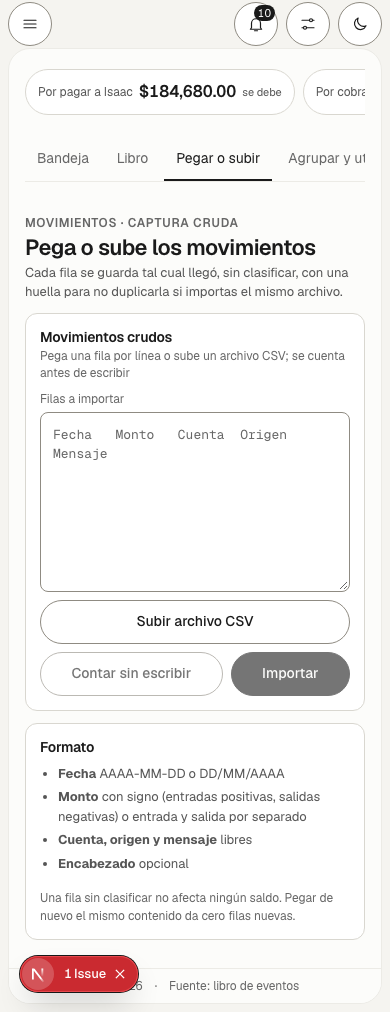 10
Por pagar a Isaac $184,680.00 se debe
Por cobra
Bandeja Libro Pegar o subir Agrupar y ut
MOVIMIENTOS · CAPTURA CRUDA
Pega o sube los movimientos
Cada fila se guarda tal cual llegó, sin clasificar, con una
huella para no duplicarla si importas el mismo archivo.
Movimientos crudos
Pega una fila por línea o sube un archivo CSV; se cuenta
antes de escribir
Filas a importar
Fecha Monto Cuenta Origen
Mensaje
Subir archivo CSV
Contar sin escribir Importar
Formato
• Fecha AAAA-MM-DD o DD/MM/AAAA
• Monto con signo (entradas positivas, salidas
negativas) o entrada y salida por separado
• Cuenta, origen y mensaje libres
• Encabezado opcional
Una fila sin clasificar no afecta ningún saldo. Pegar de
nuevo el mismo contenido da cero filas nuevas.
N 1 Issue
6 · Fuente: libro de eventos